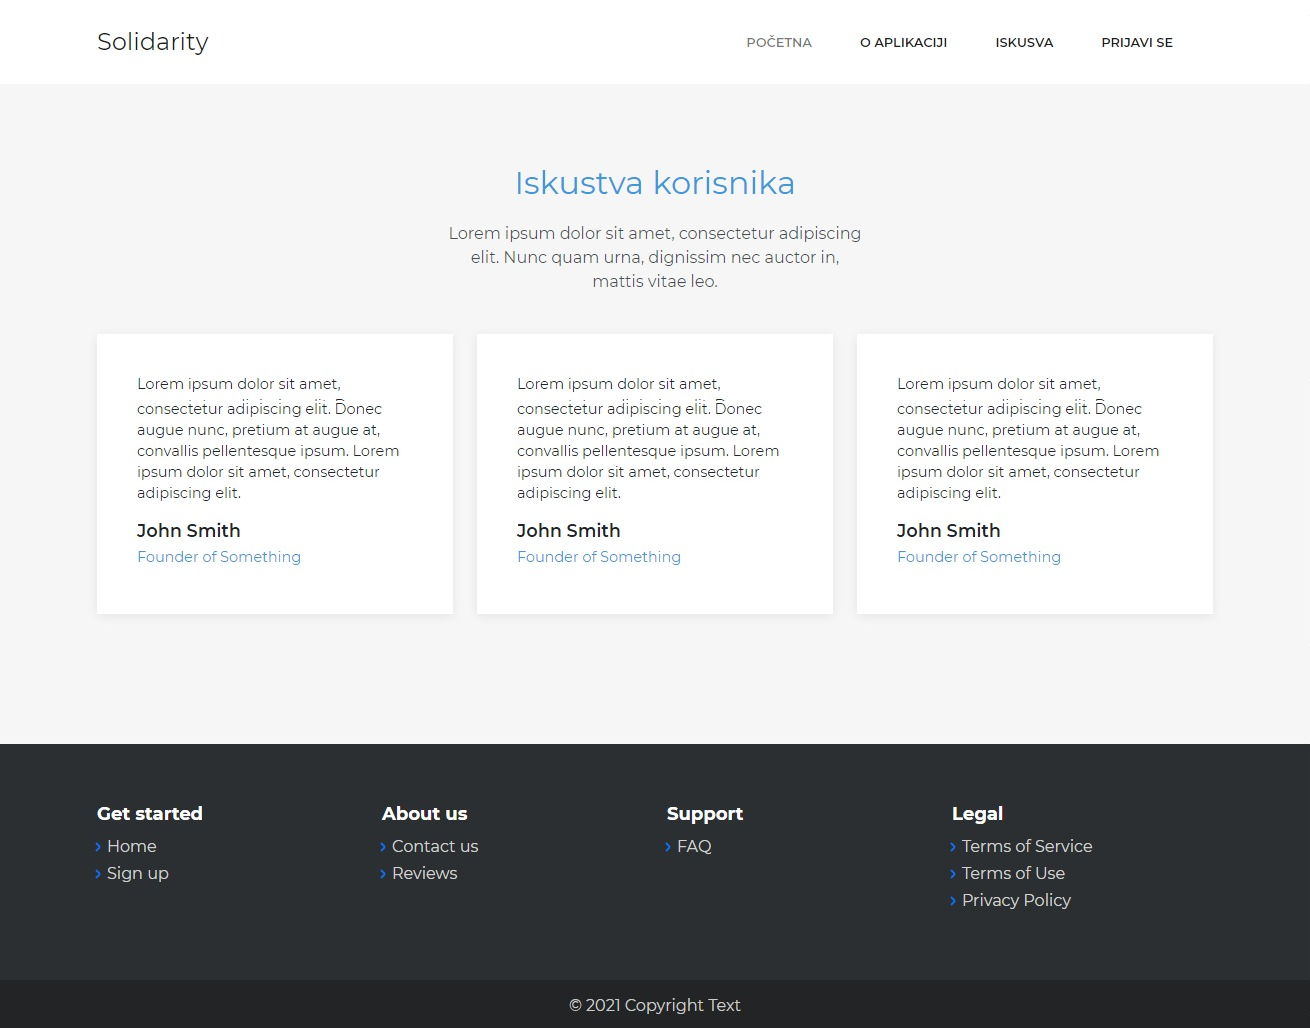 Solidarity
POČETNA
O APLIKACIJI
ISKUSVA
PRIJAVI SE
Iskustva korisnika
Lorem ipsum dolor sit amet, consectetur adipiscing
elit. Nunc quam urna, dignissim nec auctor in,
mattis vitae leo.
Lorem ipsum dolor sit amet,
consectetur adipiscing elit. Donec
augue nunc, pretium at augue at,
convallis pellentesque ipsum. Lorem
ipsum dolor sit amet, consectetur
adipiscing elit.
John Smith
Founder of Something
Lorem ipsum dolor sit amet,
consectetur adipiscing elit. Donec
augue nunc, pretium at augue at,
convallis pellentesque ipsum. Lorem
ipsum dolor sit amet, consectetur
adipiscing elit.
John Smith
Founder of Something
Lorem ipsum dolor sit amet,
consectetur adipiscing elit. Donec
augue nunc, pretium at augue at,
convallis pellentesque ipsum. Lorem
ipsum dolor sit amet, consectetur
adipiscing elit.
John Smith
Founder of Something
Get started
Home
Sign up
About us
Contact us
Reviews
Support
FAQ
Legal
Terms of Service
Terms of Use
Privacy Policy
© 2021 Copyright Text